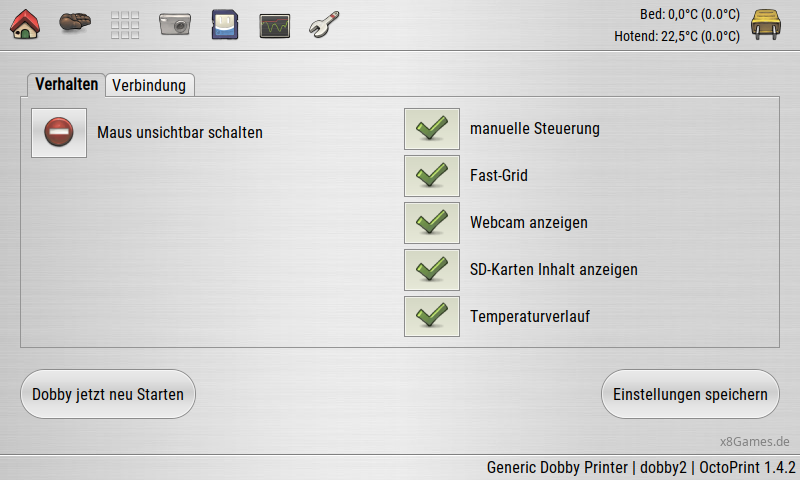 Bed: 0,0°C (0.0°C)
Hotend: 22,5°C (0.0°C)
Verhalten
Verbindung
Maus unsichtbar schalten
manuelle Steuerung
Fast-Grid
Webcam anzeigen
SD-Karten Inhalt anzeigen
Temperaturverlauf
Dobby jetzt neu Starten
Einstellungen speichern
x8Games.de
Generic Dobby Printer | dobby2 | OctoPrint 1.4.2